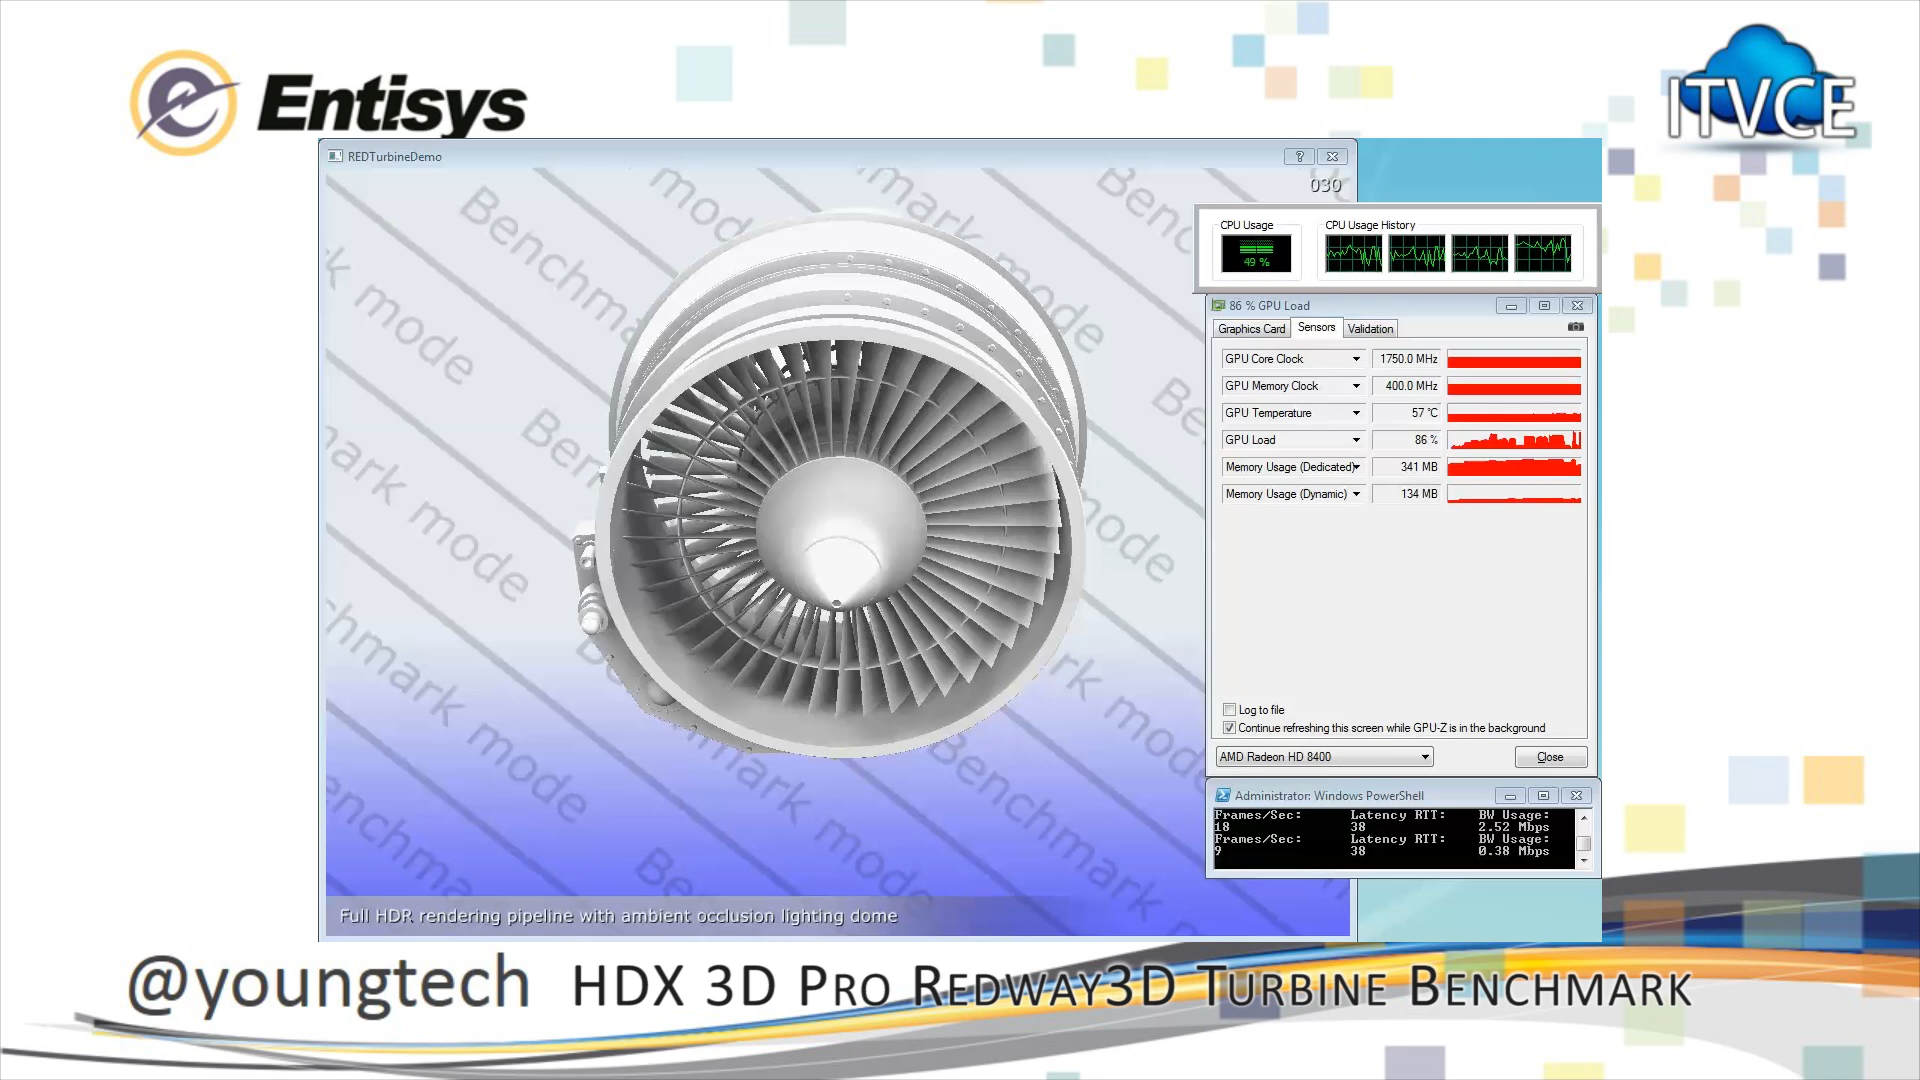 Entisys
ITVCE
REDTurbineDemo
030
Benchmark mode
CPU Usage
CPU Usage History
49 %
86 % GPU Load
Graphics Card Sensors Validation
GPU Core Clock 1750.0 MHz
GPU Memory Clock 400.0 MHz
GPU Temperature 57 °C
GPU Load 86 %
Memory Usage (Dedicated) 341 MB
Memory Usage (Dynamic) 134 MB
Log to file
Continue refreshing this screen while GPU-Z is in the background
AMD Radeon HD 8400 Close
Administrator: Windows PowerShell
Frames/Sec: Latency RTT: BW Usage:
18 38 2.52 Mbps
Frames/Sec: Latency RTT: BW Usage:
9 38 0.38 Mbps
Full HDR rendering pipeline with ambient occlusion lighting dome
@youngtech HDX 3D Pro Redway3D Turbine Benchmark